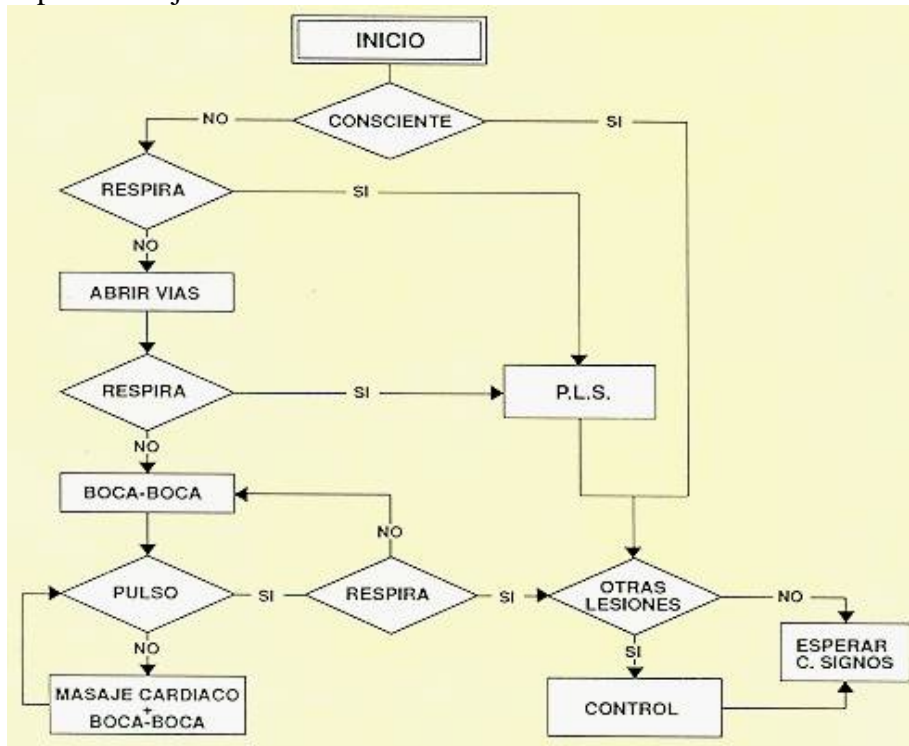 INICIO
CONSCIENTE
NO
SI
RESPIRA
SI
NO
ABRIR VIAS
RESPIRA
SI
P.L.S.
NO
BOCA-BOCA
NO
PULSO
SI
RESPIRA
SI
OTRAS
LESIONES
NO
NO
SI
ESPERAR
C. SIGNOS
MASAJE CARDIACO
+
BOCA-BOCA
CONTROL